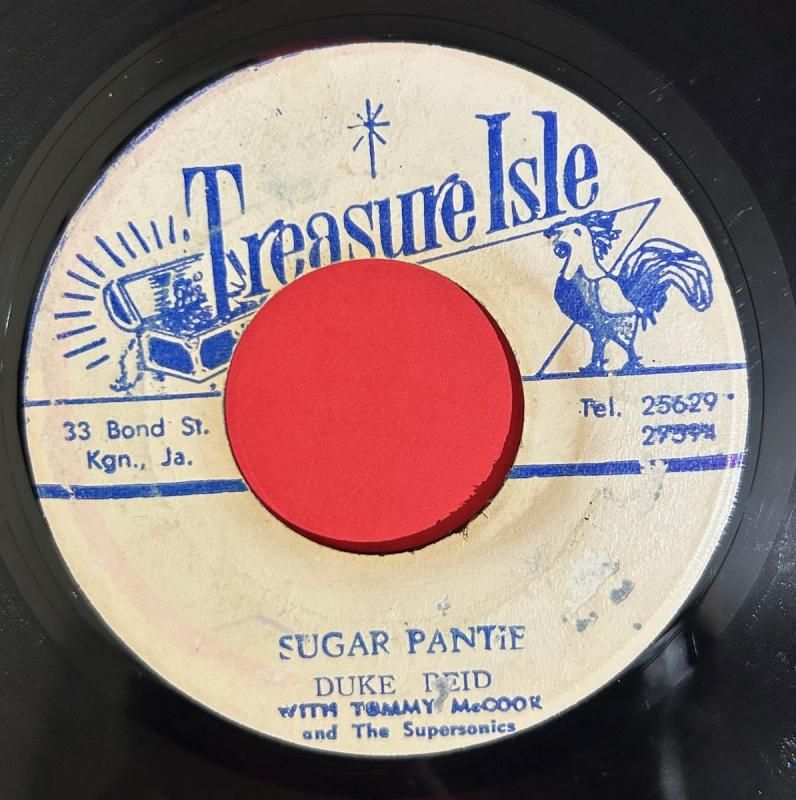 Treasure Isle
33 Bond St.
Kgn., Ja.
Tel. 25629
SUGAR PANTIE
DUKE REID
WITH TOMMY McCOOK
and The Supersonics